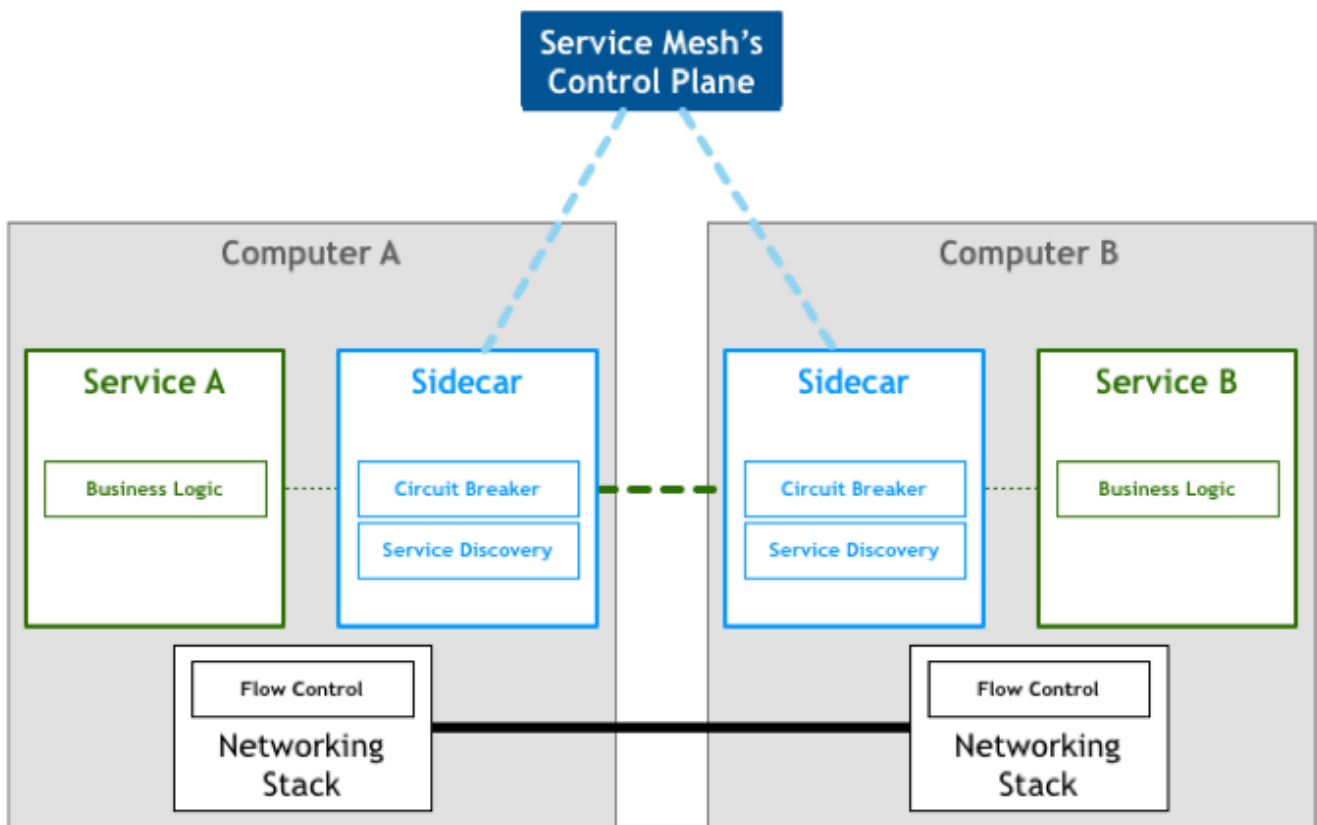 Service Mesh's
Control Plane
Computer A
Computer B
Service A
Sidecar
Sidecar
Service B
Business Logic
Circuit Breaker
Circuit Breaker
Business Logic
Service Discovery
Service Discovery
Flow Control
Flow Control
Networking
Stack
Networking
Stack